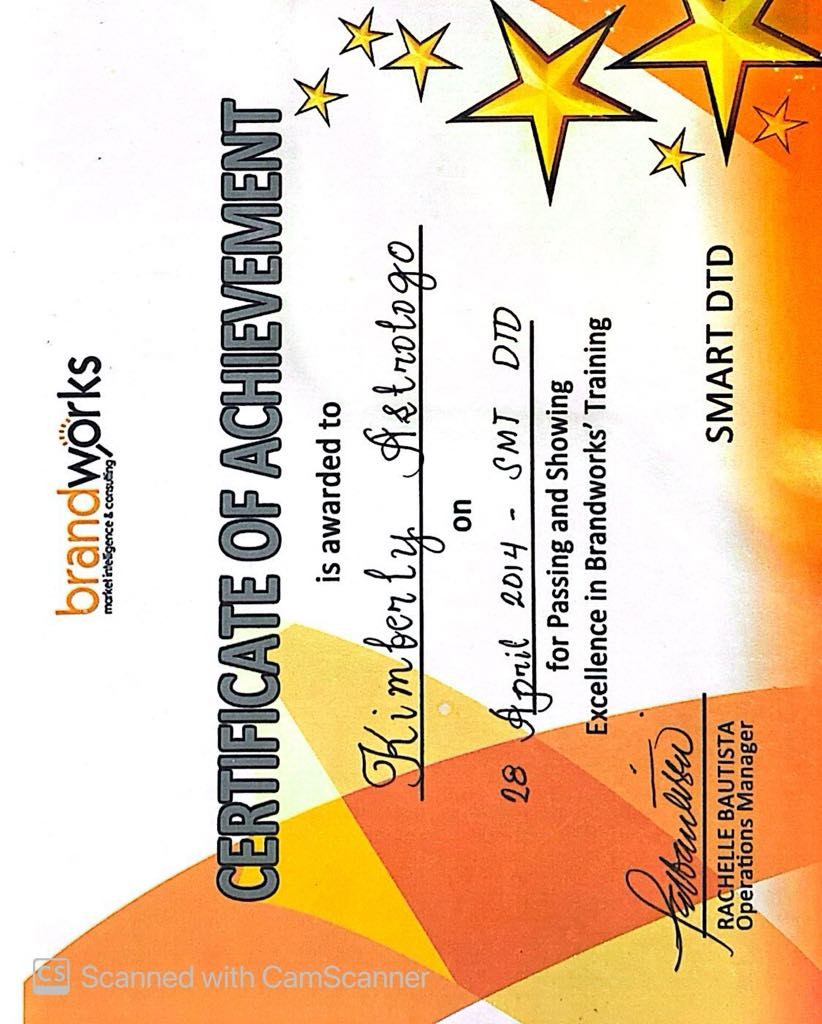 CS Scanned with CamScanner
brandworks
market intelligence & consulting
CERTIFICATE OF ACHIEVEMENT
is awarded to
Kimberly Astrologo
on
28 April 2014 - SMT DTD
for Passing and Showing
Excellence in Brandworks' Training
RBautista
RACHELLE BAUTISTA
Operations Manager
SMART DTD